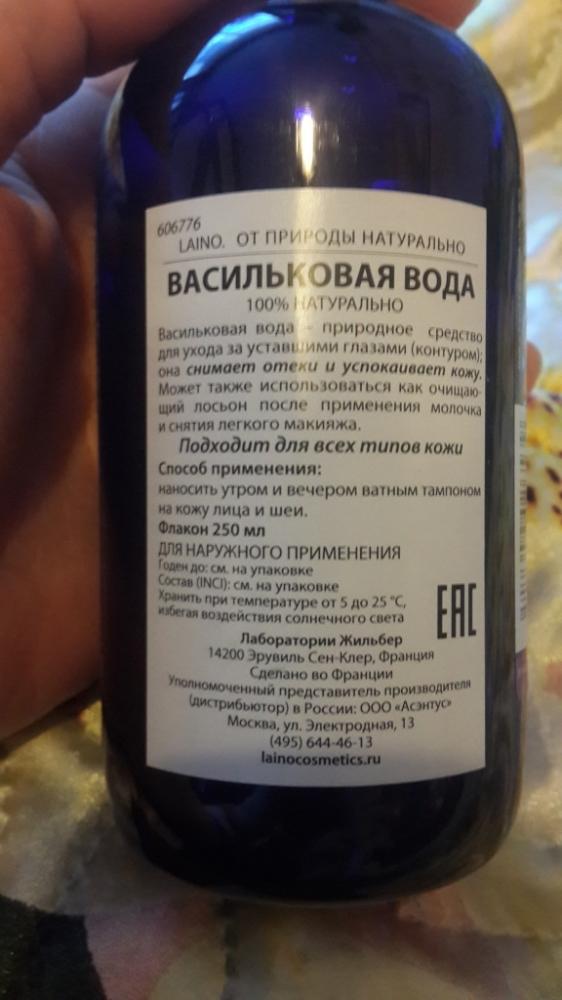 606776
LAINO. ОТ ПРИРОДЫ НАТУРАЛЬНО
ВАСИЛЬКОВАЯ ВОДА
100% НАТУРАЛЬНО
Васильковая вода - природное средство
для ухода за уставшими глазами (контуром);
она снимает отеки и успокаивает кожу.
Может также использоваться как очищаю-
щий лосьон после применения молочка
и снятия легкого макияжа.
Подходит для всех типов кожи
Способ применения:
наносить утром и вечером ватным тампоном
на кожу лица и шеи.
Флакон 250 мл
ДЛЯ НАРУЖНОГО ПРИМЕНЕНИЯ
Годен до: см. на упаковке
Состав (INCI): см. на упаковке
Хранить при температуре от 5 до 25 °С,
избегая воздействия солнечного света
ЕАС
Лаборатории Жильбер
14200 Эрувиль Сен-Клер, Франция
Сделано во Франции
Уполномоченный представитель производителя
(дистрибьютор) в России: ООО «Асэнтус»
Москва, ул. Электродная, 13
(495) 644-46-13
lainocosmetics.ru